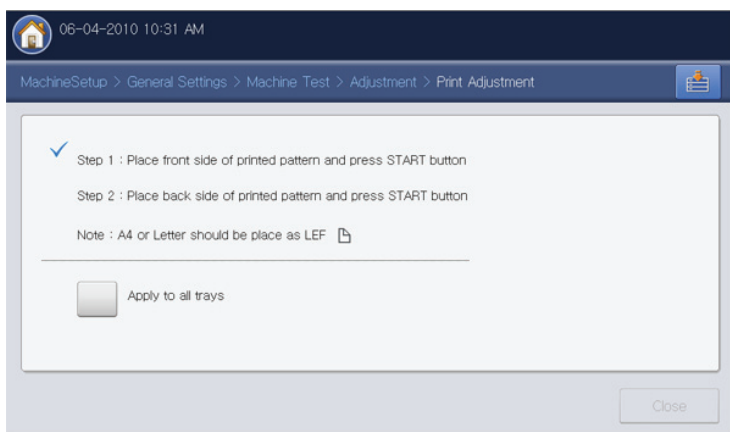 06-04-2010 10:31 AM
MachineSetup > General Settings > Machine Test > Adjustment > Print Adjustment
Step 1 : Place front side of printed pattern and press START button
Step 2 : Place back side of printed pattern and press START button
Note : A4 or Letter should be place as LEF
Apply to all trays
Close